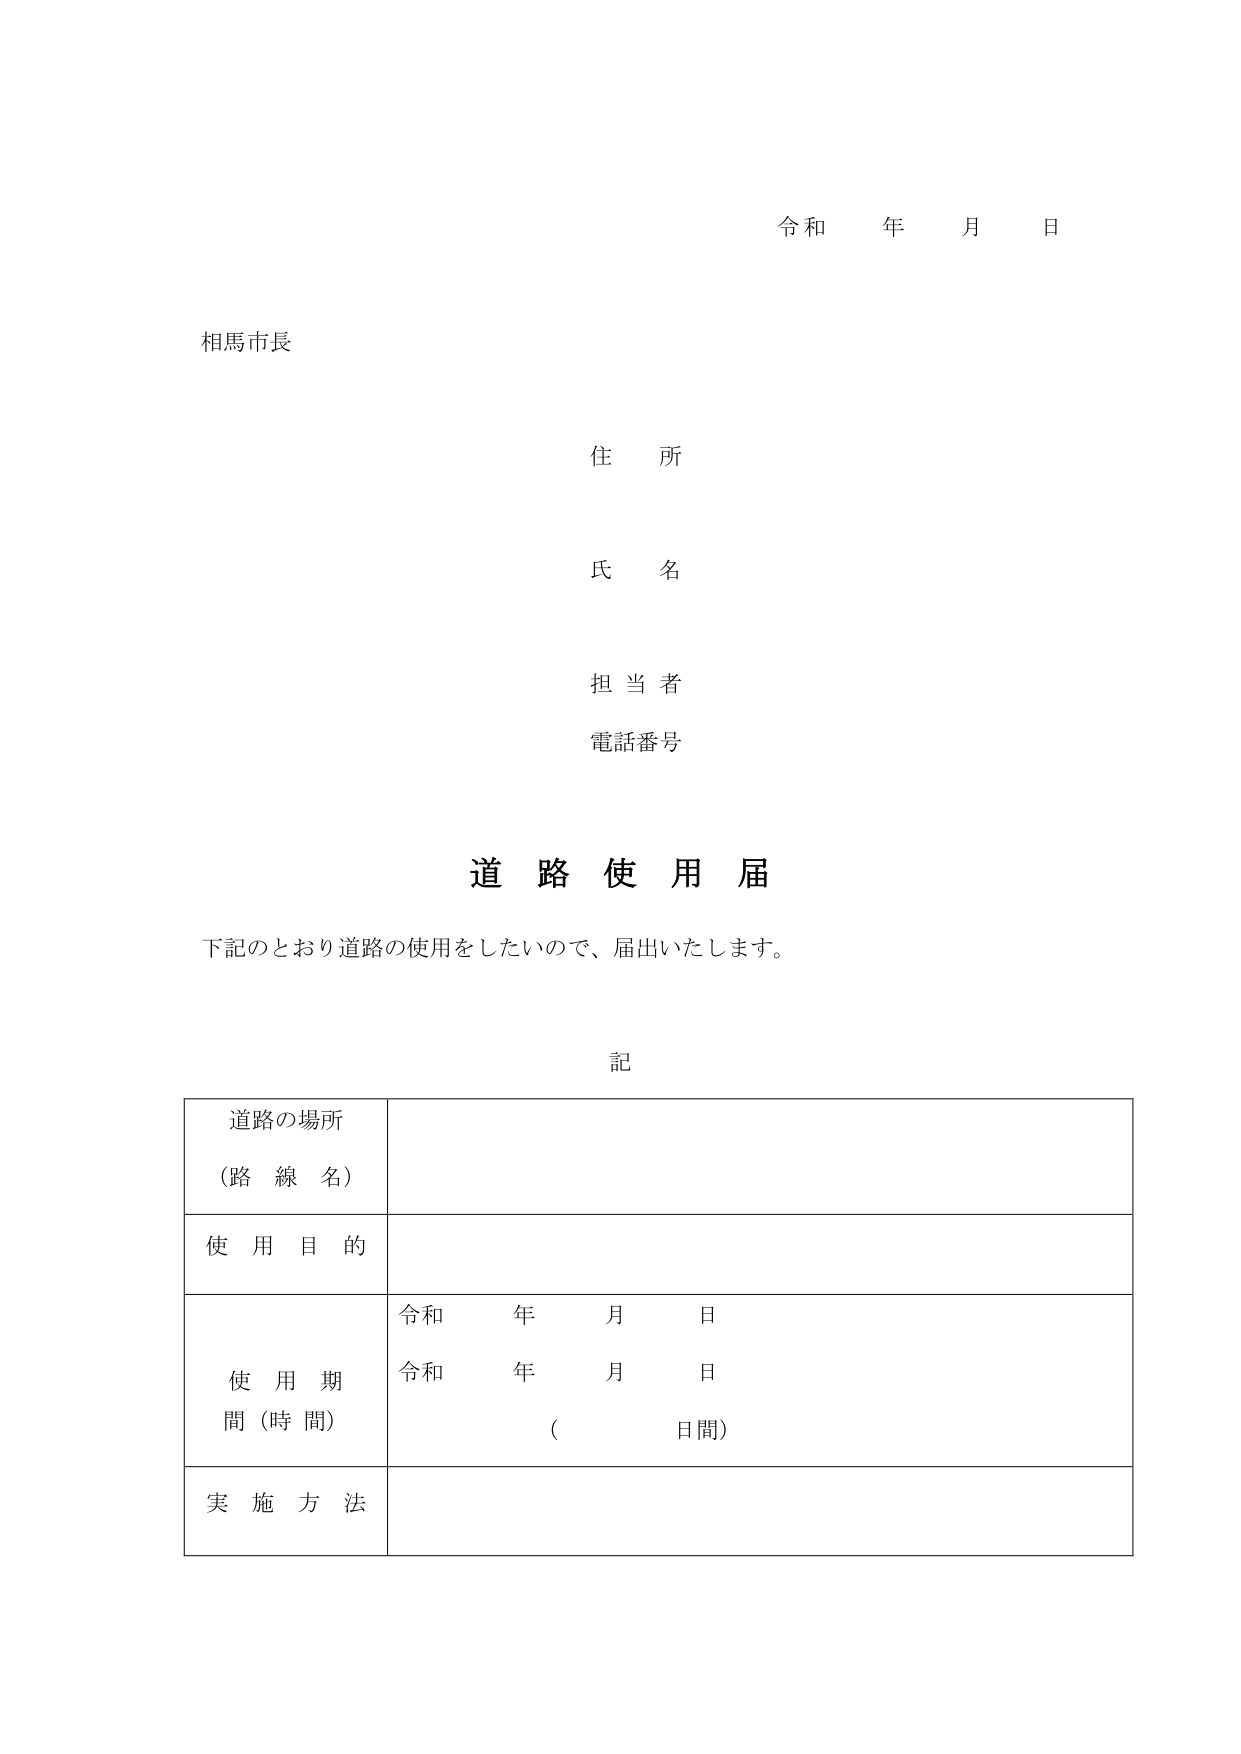 令和　　年　　月　　日
相馬市長
住　　所
氏　　名
担 当 者
電話番号
道　路　使　用　届
下記のとおり道路の使用をしたいので、届出いたします。
記
道路の場所
（路　線　名）
使　用　目　的
令和　　　年　　　月　　　日
令和　　　年　　　月　　　日
（　　　　　日間）
使　用　期
間（時 間）
実　施　方　法